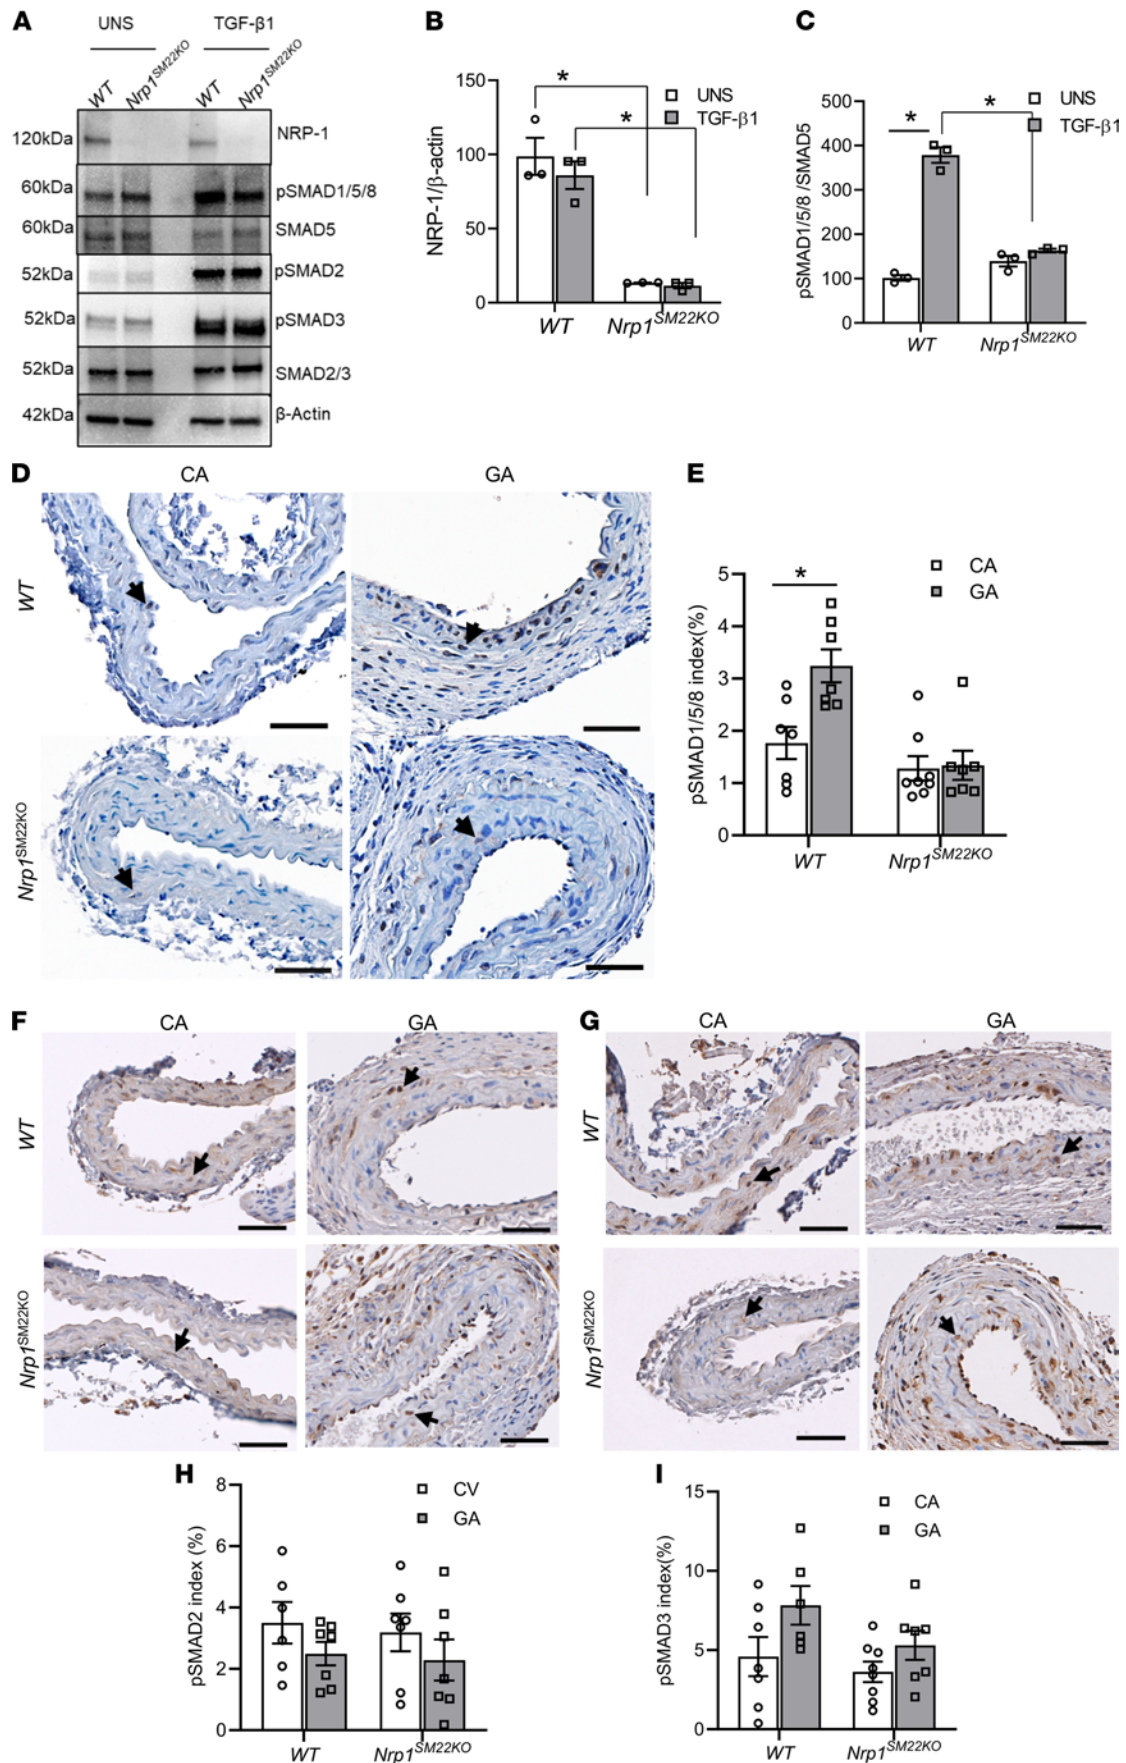 A
UNS TGF-β1
WT Nrp1SM22KO WT Nrp1SM22KO
120kDa NRP-1
60kDa pSMAD1/5/8
60kDa SMAD5
52kDa pSMAD2
52kDa pSMAD3
52kDa SMAD2/3
42kDa β-Actin
B
NRP-1/β-actin
150
100
50
0
* *
UNS
TGF-β1
WT Nrp1SM22KO
C
pSMAD1/5/8 /SMAD5
500
400
300
200
100
0
* *
UNS
TGF-β1
WT Nrp1SM22KO
D
CA GA
WT
Nrp1SM22KO
E
pSMAD1/5/8 index(%)
5
4
3
2
1
0
*
CA
GA
WT Nrp1SM22KO
F
CA GA
WT
Nrp1SM22KO
G
CA GA
WT
Nrp1SM22KO
H
pSMAD2 index (%)
8
6
4
2
0
CV
GA
WT Nrp1SM22KO
I
pSMAD3 index(%)
15
10
5
0
CA
GA
WT Nrp1SM22KO